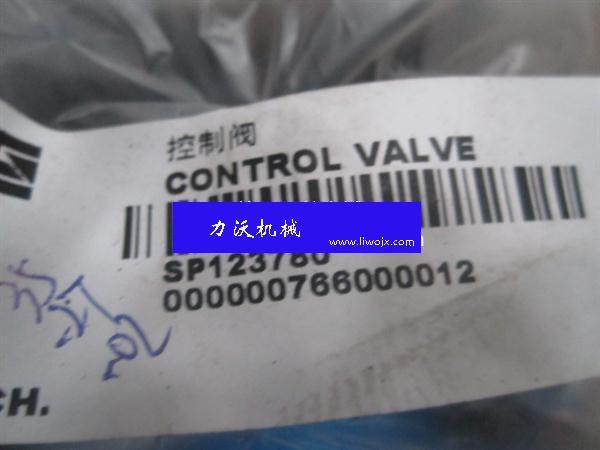 控制阀
CONTROL VALVE
力沃机械
www.liwojx.com
SP123780
000000766000012
CH.